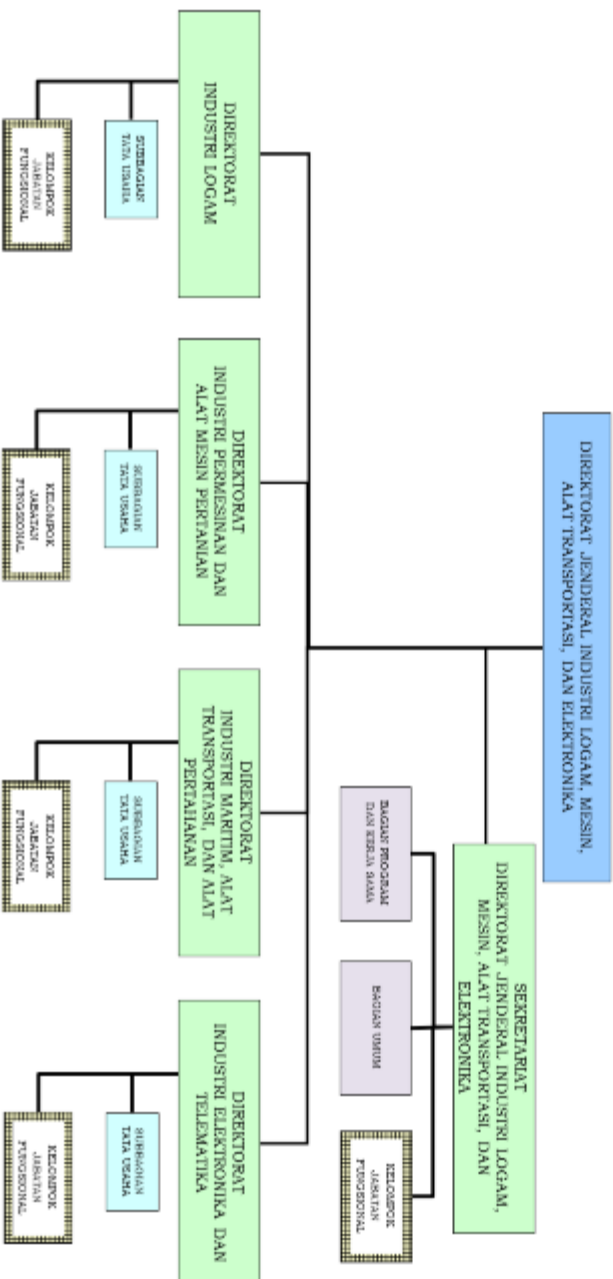 DIREKTORAT JENDERAL INDUSTRI LOGAM, MESIN,
ALAT TRANSPORTASI, DAN ELEKTRONIKA
SEKRETARIAT
DIREKTORAT JENDERAL INDUSTRI LOGAM,
MESIN, ALAT TRANSPORTASI, DAN
ELEKTRONIKA
BAGIAN PROGRAM
DAN KERJA SAMA
BAGIAN UMUM
KELOMPOK
JABATAN
FUNGSIONAL
DIREKTORAT
INDUSTRI LOGAM
SUBBAGIAN
TATA USAHA
KELOMPOK
JABATAN
FUNGSIONAL
DIREKTORAT
INDUSTRI PERMESINAN DAN
ALAT MESIN PERTANIAN
SUBBAGIAN
TATA USAHA
KELOMPOK
JABATAN
FUNGSIONAL
DIREKTORAT
INDUSTRI MARITIM, ALAT
TRANSPORTASI, DAN ALAT
PERTAHANAN
SUBBAGIAN
TATA USAHA
KELOMPOK
JABATAN
FUNGSIONAL
DIREKTORAT
INDUSTRI ELEKTRONIKA DAN
TELEMATIKA
SUBBAGIAN
TATA USAHA
KELOMPOK
JABATAN
FUNGSIONAL